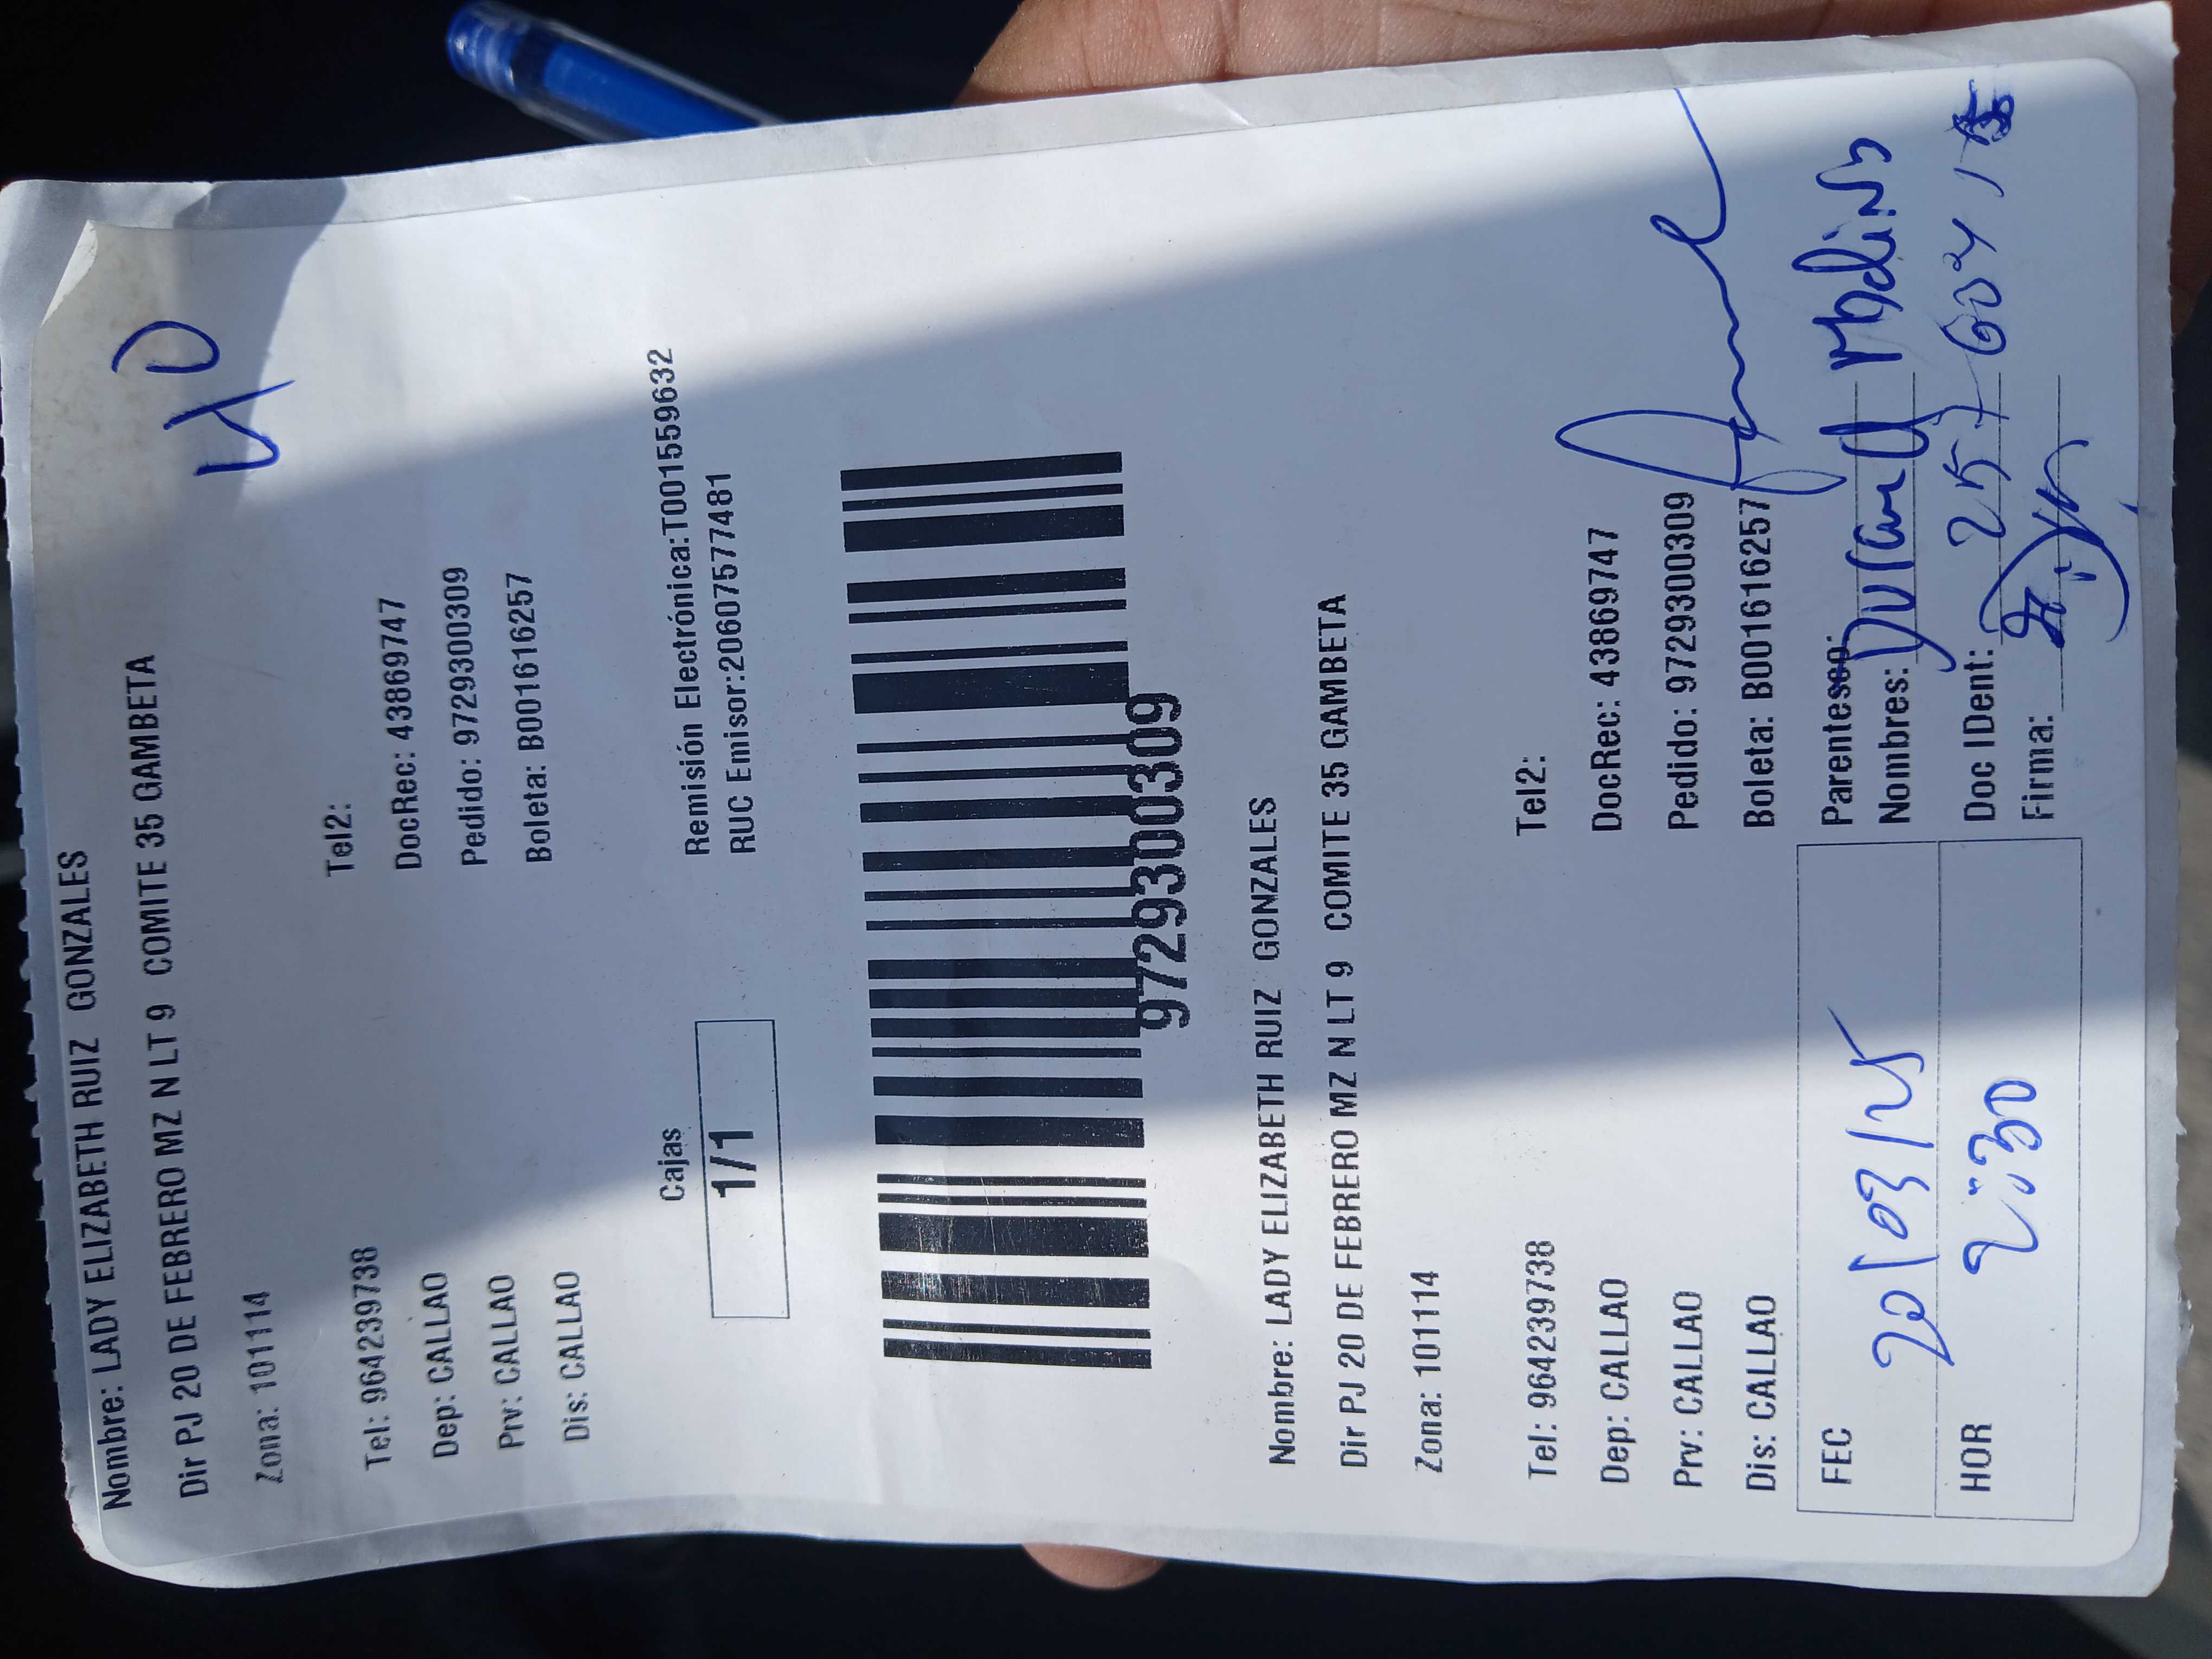 Nombre: LADY ELIZABETH RUIZ GONZALES
Dir PJ 20 DE FEBRERO MZ N LT 9 COMITE 35 GAMBETA
Zona: 101114
Tel2:
Tel: 964239738
DocRec: 43869747
Dep: CALLAO
Pedido: 9729300309
Prv: CALLAO
Boleta: B001616257
Dis: CALLAO
Cajas
1/1
Remisión Electrónica:T001559632
RUC Emisor:20607577481
9729300309
Nombre: LADY ELIZABETH RUIZ GONZALES
Dir PJ 20 DE FEBRERO MZ N LT 9 COMITE 35 GAMBETA
Zona: 101114
Tel2:
Tel: 964239738
DocRec: 43869747
Dep: CALLAO
Pedido: 9729300309
Prv: CALLAO
Boleta: B001616257
Dis: CALLAO
FEC 20/03/25
HOR 2:30
Parentesco:
Nombres: Molino
Doc IDent:
Firma: